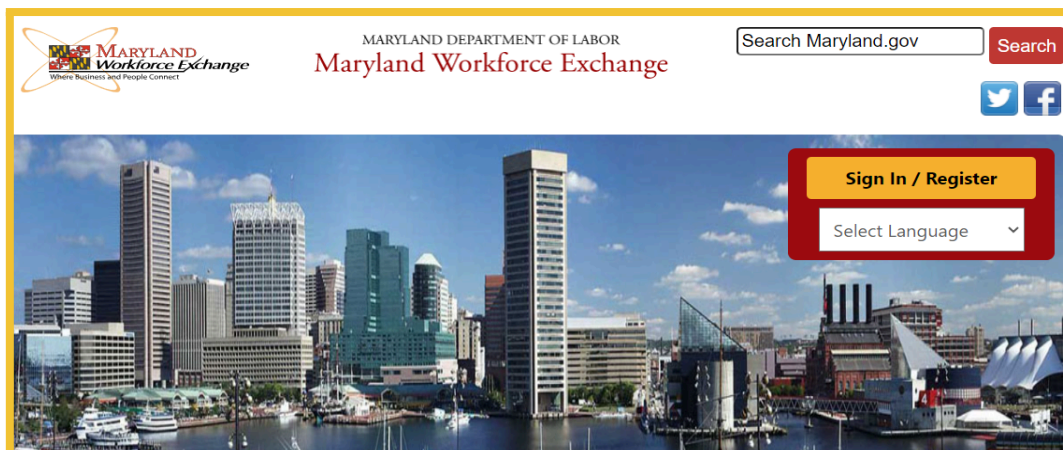 MARYLAND
Workforce Exchange
Where Business and People Connect
MARYLAND DEPARTMENT OF LABOR
Maryland Workforce Exchange
Search Maryland.gov
Search
Sign In / Register
Select Language